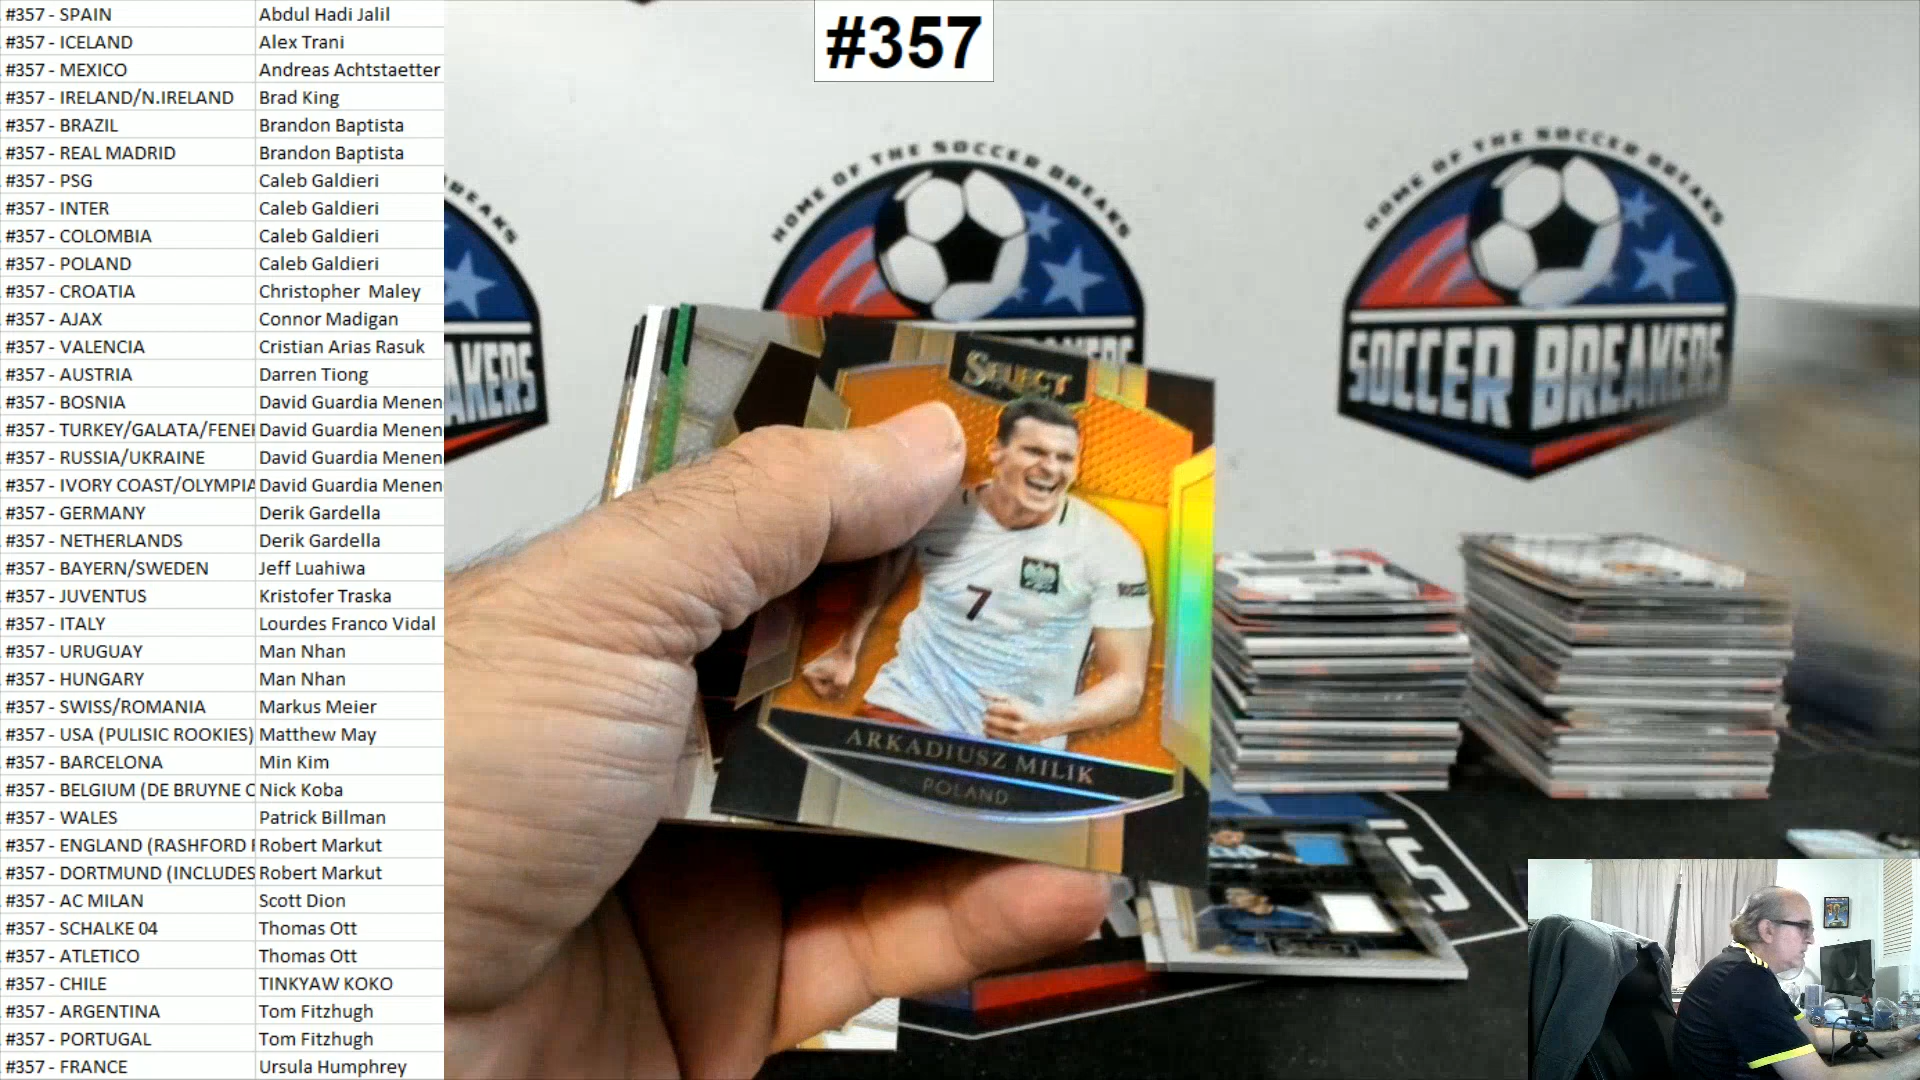 #357 - SPAIN Abdul Hadi Jalil
#357 - ICELAND Alex Trani
#357 - MEXICO Andreas Achtstaetter
#357 - IRELAND/N.IRELAND Brad King
#357 - BRAZIL Brandon Baptista
#357 - REAL MADRID Brandon Baptista
#357 - PSG Caleb Galdieri
#357 - INTER Caleb Galdieri
#357 - COLOMBIA Caleb Galdieri
#357 - POLAND Caleb Galdieri
#357 - CROATIA Christopher Maley
#357 - AJAX Connor Madigan
#357 - VALENCIA Cristian Arias Rasuk
#357 - AUSTRIA Darren Tiong
#357 - BOSNIA David Guardia Menen
#357 - TURKEY/GALATA/FENE David Guardia Menen
#357 - RUSSIA/UKRAINE David Guardia Menen
#357 - IVORY COAST/OLYMPIA David Guardia Menen
#357 - GERMANY Derik Gardella
#357 - NETHERLANDS Derik Gardella
#357 - BAYERN/SWEDEN Jeff Luahiwa
#357 - JUVENTUS Kristofer Traska
#357 - ITALY Lourdes Franco Vidal
#357 - URUGUAY Man Nhan
#357 - HUNGARY Man Nhan
#357 - SWISS/ROMANIA Markus Meier
#357 - USA (PULISIC ROOKIES) Matthew May
#357 - BARCELONA Min Kim
#357 - BELGIUM (DE BRUYNE C Nick Koba
#357 - WALES Patrick Billman
#357 - ENGLAND (RASHFORD Robert Markut
#357 - DORTMUND (INCLUDES Robert Markut
#357 - AC MILAN Scott Dion
#357 - SCHALKE 04 Thomas Ott
#357 - ATLETICO Thomas Ott
#357 - CHILE TINKYAW KOKO
#357 - ARGENTINA Tom Fitzhugh
#357 - PORTUGAL Tom Fitzhugh
#357 - FRANCE Ursula Humphrey
#357
REAKS
AKERS
HOME OF THE SOCCER BREAKS
HOME OF THE SOCCER BREAKS
SOCCER BREAKERS
SELECT
7
ARKADIUSZ MILIK
POLAND